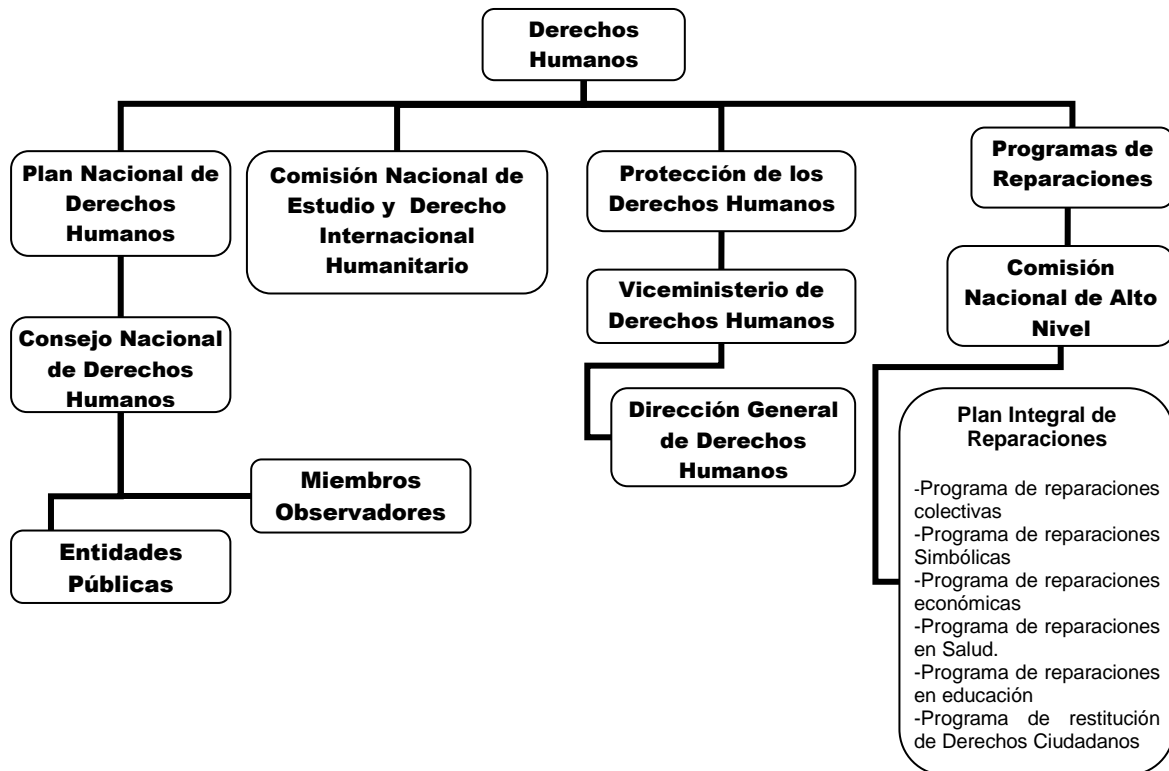 Derechos
Humanos
Plan Nacional de
Derechos
Humanos
Comisión Nacional de
Estudio y Derecho
Internacional
Humanitario
Protección de los
Derechos Humanos
Programas de
Reparaciones
Consejo Nacional
de Derechos
Humanos
Viceministerio de
Derechos Humanos
Comisión
Nacional de Alto
Nivel
Dirección General
de Derechos
Humanos
Miembros
Observadores
Entidades
Públicas
Plan Integral de
Reparaciones
-Programa de reparaciones
colectivas
-Programa de reparaciones
Simbólicas
-Programa de reparaciones
económicas
-Programa de reparaciones
en Salud.
-Programa de reparaciones
en educación
-Programa de restitución
de Derechos Ciudadanos